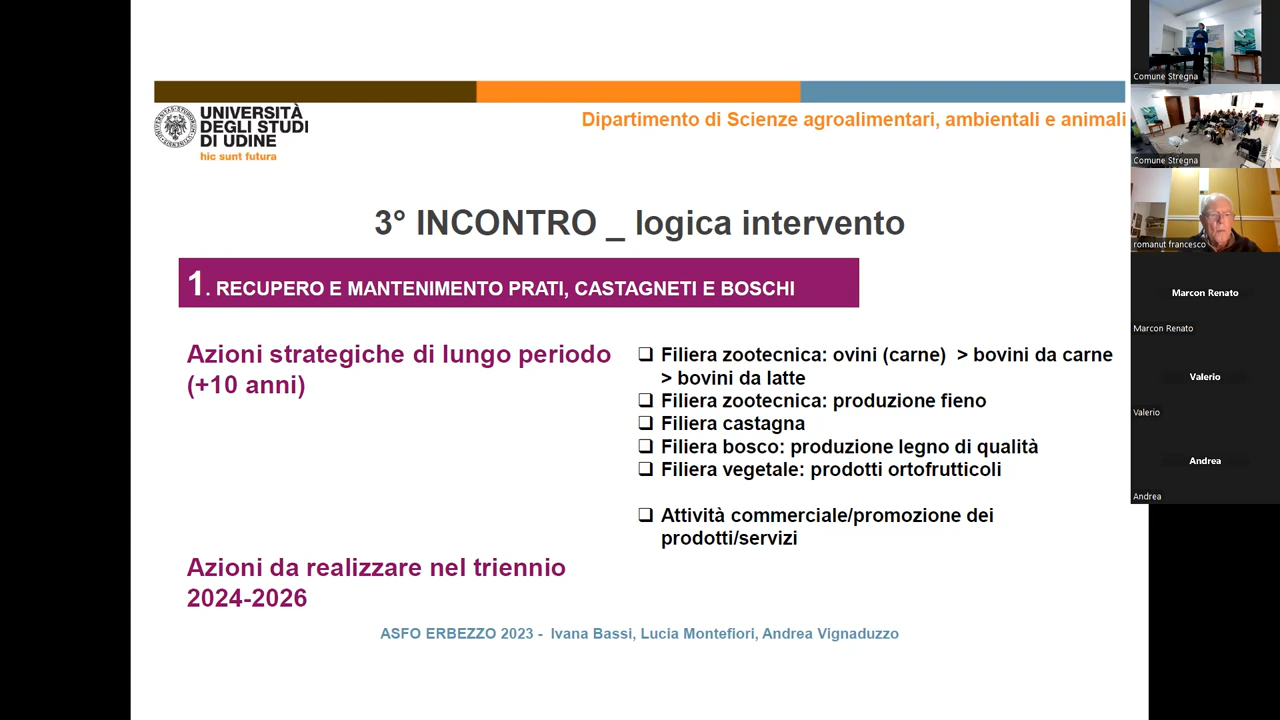 UNIVERSITÀ
DEGLI STUDI
DI UDINE
hic sunt futura
Dipartimento di Scienze agroalimentari, ambientali e animali
3° INCONTRO _ logica intervento
1. RECUPERO E MANTENIMENTO PRATI, CASTAGNETI E BOSCHI
Azioni strategiche di lungo periodo
(+10 anni)
❑ Filiera zootecnica: ovini (carne) > bovini da carne
> bovini da latte
❑ Filiera zootecnica: produzione fieno
❑ Filiera castagna
❑ Filiera bosco: produzione legno di qualità
❑ Filiera vegetale: prodotti ortofrutticoli
❑ Attività commerciale/promozione dei
prodotti/servizi
Azioni da realizzare nel triennio
2024-2026
ASFO ERBEZZO 2023 - Ivana Bassi, Lucia Montefiori, Andrea Vignaduzzo
Comune Stregna
Comune Stregna
romanut francesco
Marcon Renato
Marcon Renato
Valerio
Valerio
Andrea
Andrea